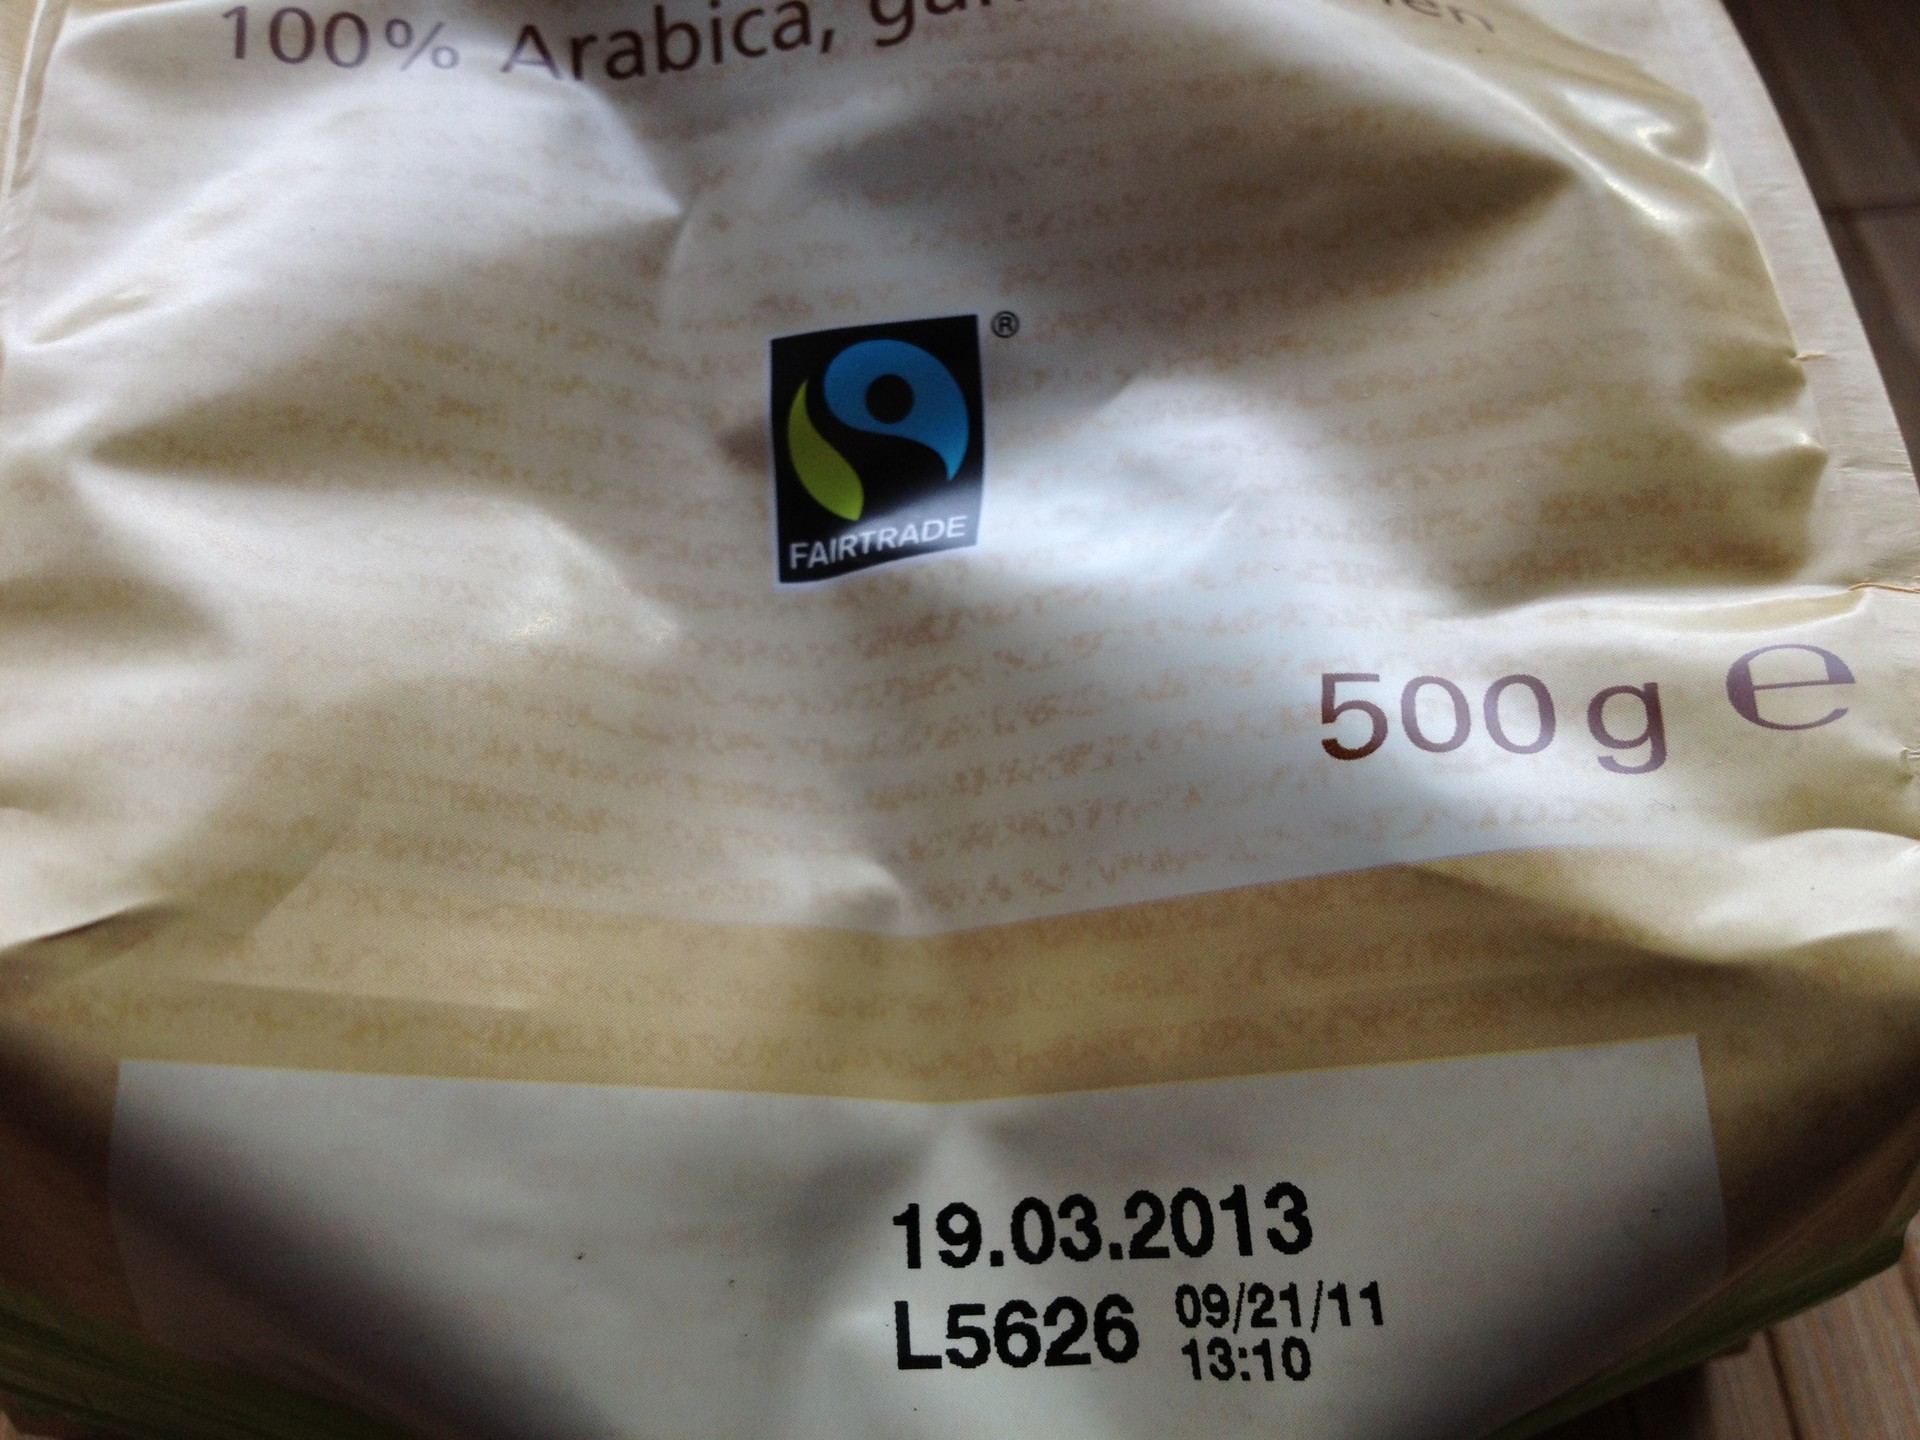 100% Arabica,
®
FAIRTRADE
500 g ℮
19.03.2013
L5626 09/21/11
13:10